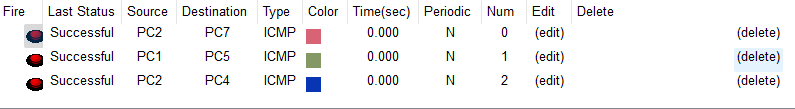 Fire Last Status Source Destination Type Color Time(sec) Periodic Num Edit Delete
Successful PC2 PC7 ICMP 0.000 N 0 (edit) (delete)
Successful PC1 PC5 ICMP 0.000 N 1 (edit) (delete)
Successful PC2 PC4 ICMP 0.000 N 2 (edit) (delete)